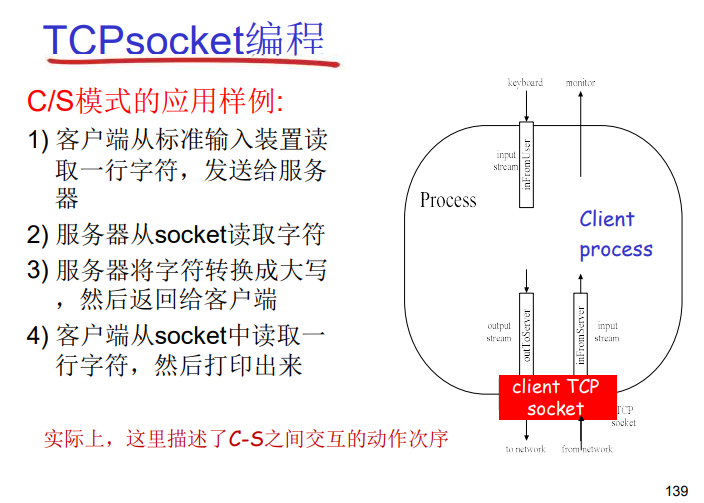 TCPsocket编程
C/S模式的应用样例:
1) 客户端从标准输入装置读
取一行字符，发送给服务
器
2) 服务器从socket读取字符
3) 服务器将字符转换成大写
，然后返回给客户端
4) 客户端从socket中读取一
行字符，然后打印出来
实际上，这里描述了C-S之间交互的动作次序
keyboard
monitor
input
stream
inFromUser
Process
Client
process
output
stream
outToServer
inFromServer
input
stream
client TCP
socket
TCP
socket
to network
from network
139